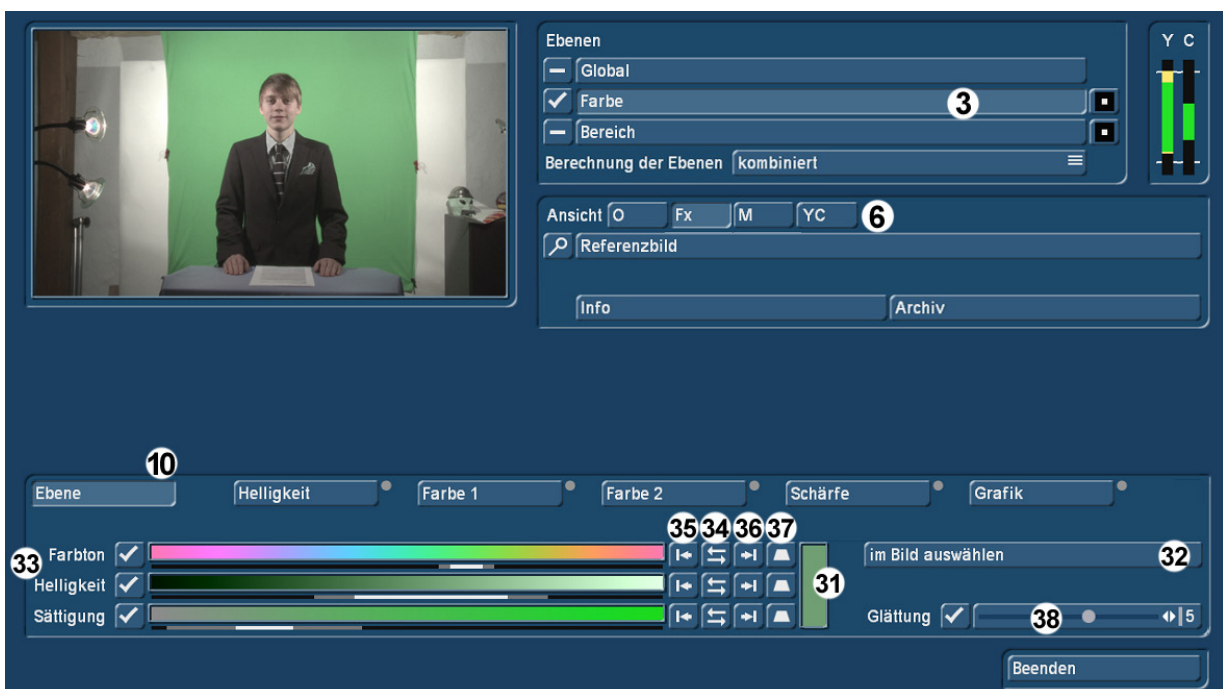 Ebenen
Y C
Global
Farbe 3
Bereich
Berechnung der Ebenen kombiniert
Ansicht O Fx M YC 6
Referenzbild
Info Archiv
10
Ebene Helligkeit Farbe 1 Farbe 2 Schärfe Grafik
35 34 36 37
33 Farbton im Bild auswählen 32
Helligkeit 31
Sättigung Glättung 38 5
Beenden